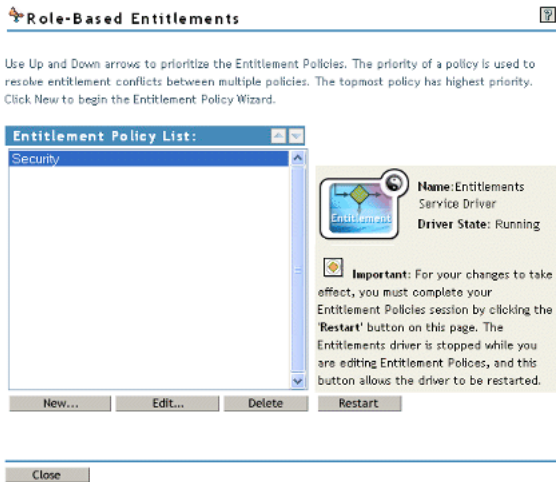 Role-Based Entitlements
?
Use Up and Down arrows to prioritize the Entitlement Policies. The priority of a policy is used to
resolve entitlement conflicts between multiple policies. The topmost policy has highest priority.
Click New to begin the Entitlement Policy Wizard.
Entitlement Policy List:
Security
Entitlement
Name:Entitlements
Service Driver
Driver State: Running
Important: For your changes to take
effect, you must complete your
Entitlement Policies session by clicking the
'Restart' button on this page. The
Entitlements driver is stopped while you
are editing Entitlement Polices, and this
button allows the driver to be restarted.
New...
Edit...
Delete
Restart
Close